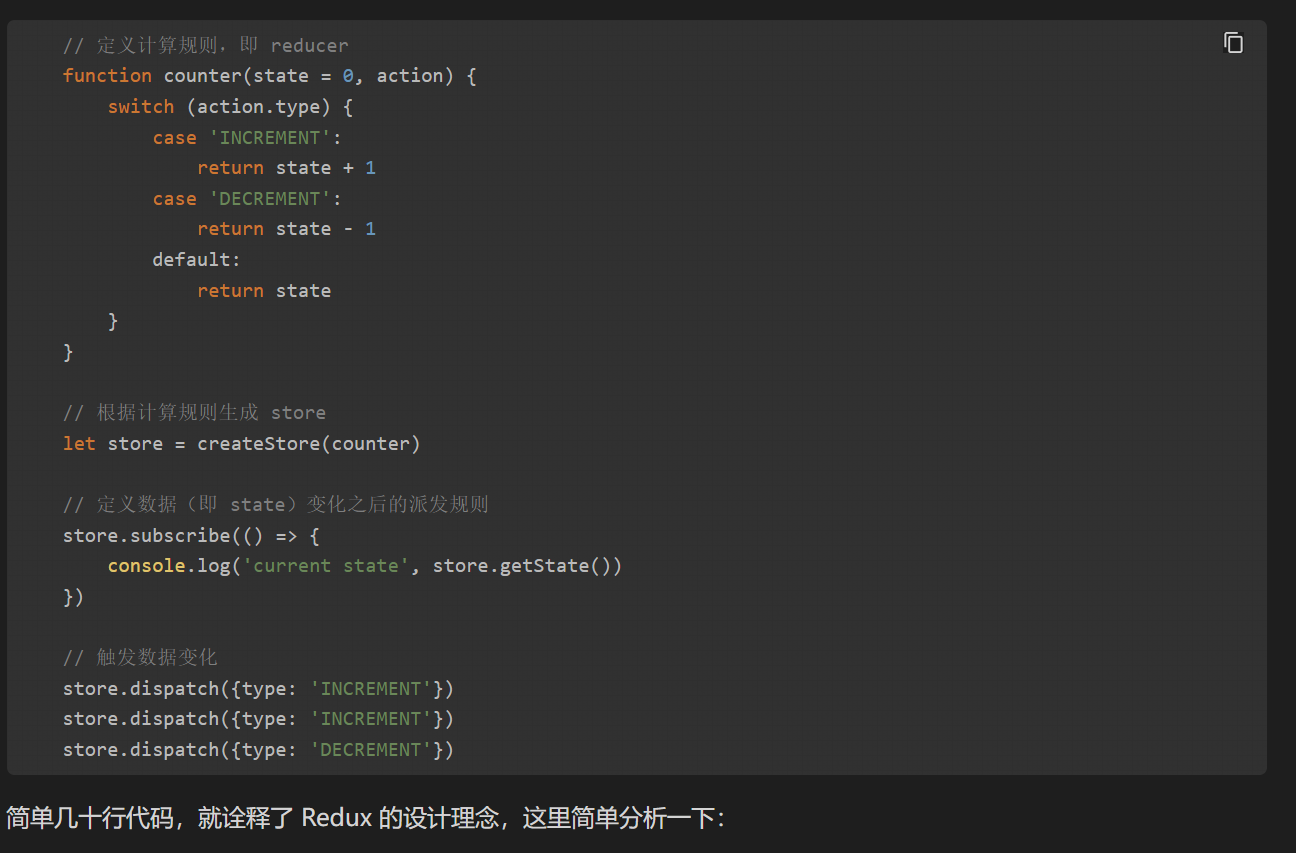 // 定义计算规则，即 reducer
function counter(state = 0, action) {
    switch (action.type) {
        case 'INCREMENT':
            return state + 1
        case 'DECREMENT':
            return state - 1
        default:
            return state
    }
}
// 根据计算规则生成 store
let store = createStore(counter)
// 定义数据（即 state）变化之后的派发规则
store.subscribe(() => {
    console.log('current state', store.getState())
})
// 触发数据变化
store.dispatch({type: 'INCREMENT'})
store.dispatch({type: 'INCREMENT'})
store.dispatch({type: 'DECREMENT'})
简单几十行代码，就诠释了 Redux 的设计理念，这里简单分析一下：